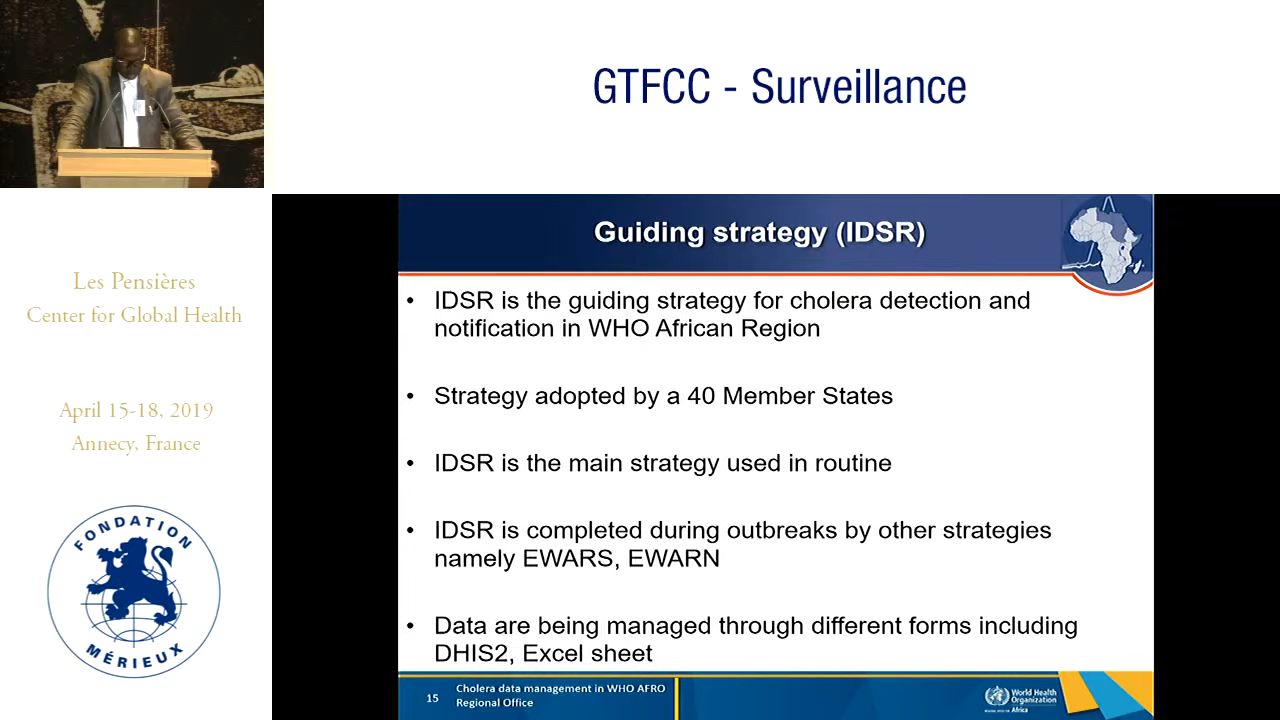 GTFCC - Surveillance
Les Pensières
Center for Global Health
April 15-18, 2019
Annecy, France
FONDATION
MÉRIEUX
Guiding strategy (IDSR)
• IDSR is the guiding strategy for cholera detection and
notification in WHO African Region
• Strategy adopted by a 40 Member States
• IDSR is the main strategy used in routine
• IDSR is completed during outbreaks by other strategies
namely EWARS, EWARN
• Data are being managed through different forms including
DHIS2, Excel sheet
15
Cholera data management in WHO AFRO
Regional Office
World Health
Organization
Africa